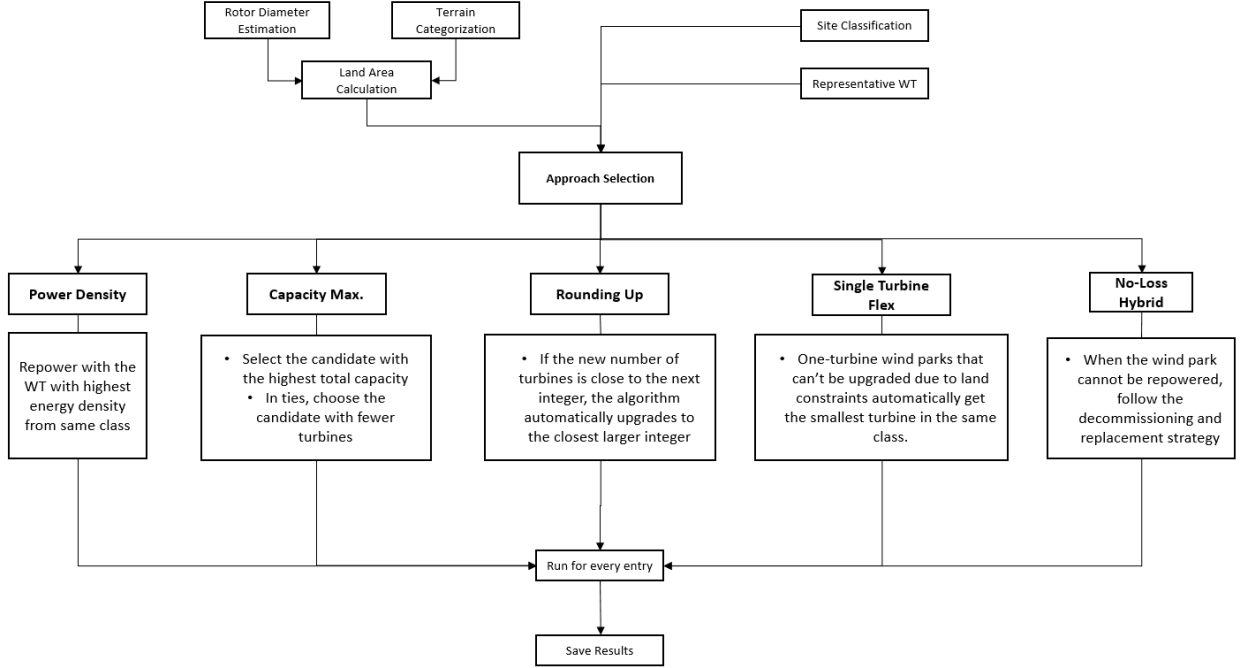 Rotor Diameter
Estimation
Terrain
Categorization
Site Classification
Land Area
Calculation
Representative WT
Approach Selection
Power Density
Repower with the
WT with highest
energy density
from same class
Capacity Max.
• Select the candidate with
the highest total capacity
• In ties, choose the
candidate with fewer
turbines
Rounding Up
• If the new number of
turbines is close to the next
integer, the algorithm
automatically upgrades to
the closest larger integer
Single Turbine
Flex
• One-turbine wind parks that
can’t be upgraded due to land
constraints automatically get
the smallest turbine in the same
class.
No-Loss
Hybrid
• When the wind park
cannot be repowered,
follow the
decommissioning and
replacement strategy
Run for every entry
Save Results